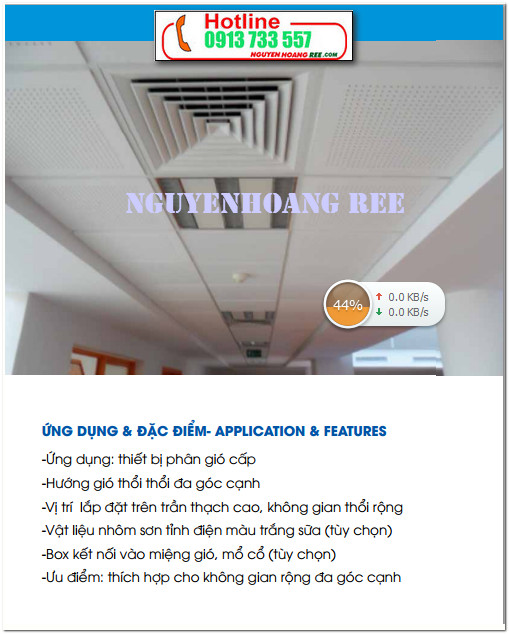 Hotline
0913 733 557
NGUYEN HOANG REE.COM
NGUYENHOANG REE
44%
0.0 KB/s
0.0 KB/s
ỨNG DỤNG & ĐẶC ĐIỂM- APPLICATION & FEATURES
-Ứng dụng: thiết bị phân gió cấp
-Hướng gió thổi thổi đa góc cạnh
-Vị trí lắp đặt trên trần thạch cao, không gian thổi rộng
-Vật liệu nhôm sơn tỉnh điện màu trắng sữa (tùy chọn)
-Box kết nối vào miệng gió, mổ cổ (tùy chọn)
-Ưu điểm: thích hợp cho không gian rộng đa góc cạnh